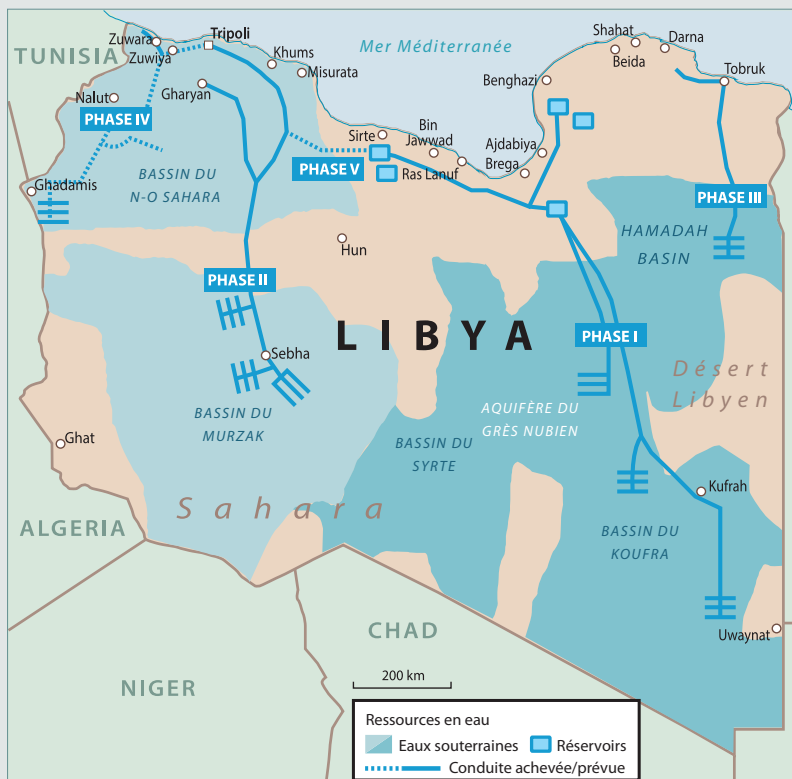 TUNISIA
Zuwara
Zuwiya
Tripoli
Khums
Misurata
Gharyan
Nalut
PHASE IV
Mer Méditerranée
Shahat
Beida
Darna
Tobruk
Benghazi
Sirte
Bin
Jawwad
Ajdabiya
Brega
Ras Lanuf
PHASE V
Ghadamis
BASSIN DU
N-O SAHARA
PHASE III
HAMADAH
BASIN
Hun
PHASE II
LIBYA
PHASE I
Sebha
Désert
Libyen
BASSIN DU
MURZAK
AQUIFÈRE DU
GRÈS NUBIEN
Ghat
BASSIN DU
SYRTE
Sahara
Kufrah
ALGERIA
BASSIN DU
KOUFRA
CHAD
Uwaynat
NIGER
200 km
Ressources en eau
Eaux souterraines
Réservoirs
Conduite achevée/prévue